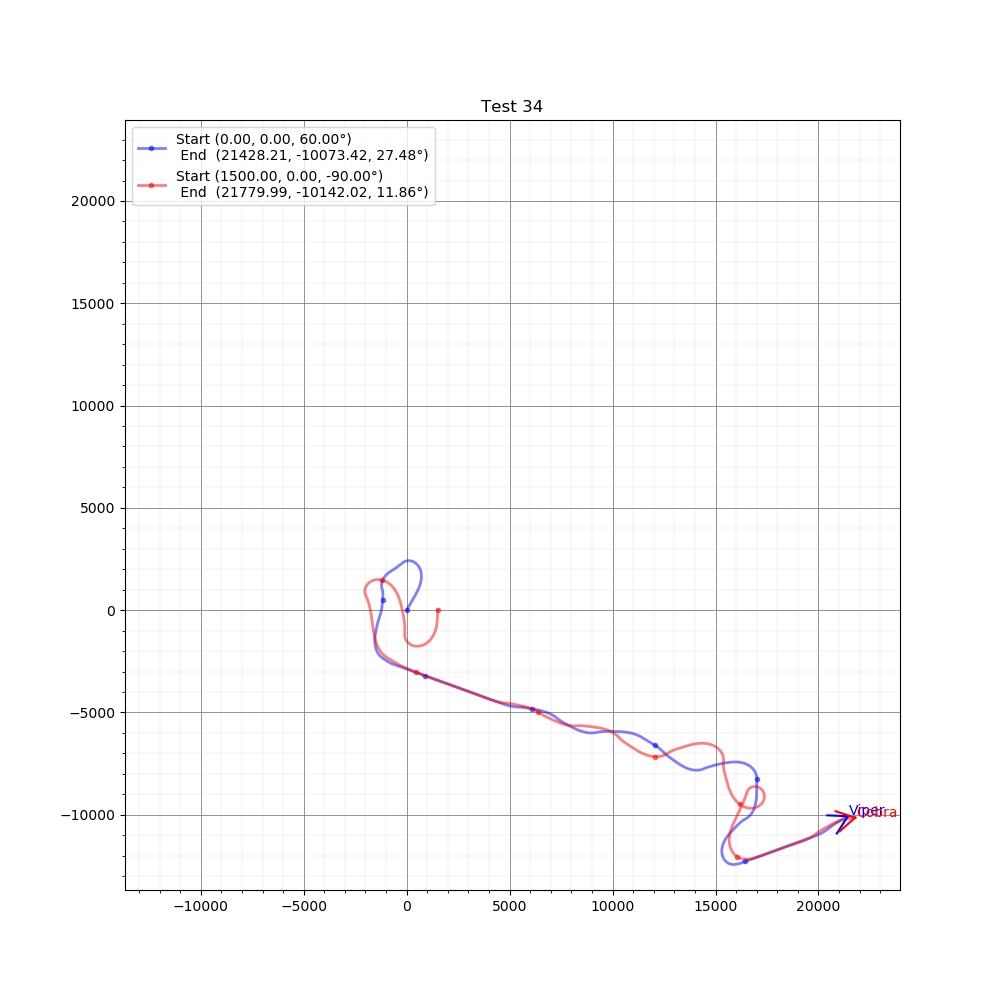 Test 34
Start (0.00, 0.00, 60.00°)
End (21428.21, -10073.42, 27.48°)
Start (1500.00, 0.00, -90.00°)
End (21779.99, -10142.02, 11.86°)
20000
15000
10000
5000
0
−5000
−10000
Viper
Cobra
−10000 −5000 0 5000 10000 15000 20000